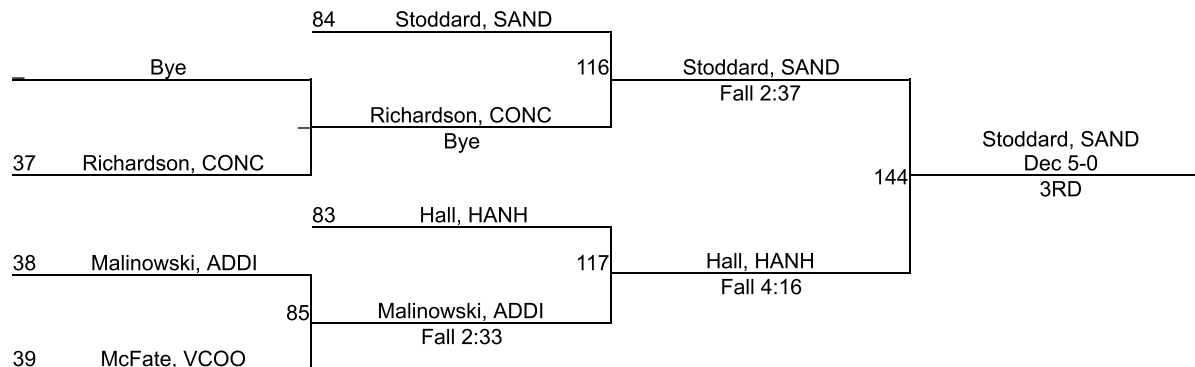 84 Stoddard, SAND
_ Bye
116 Stoddard, SAND
Fall 2:37
_ Richardson, CONC
Bye
37 Richardson, CONC
144 Stoddard, SAND
Dec 5-0
3RD
83 Hall, HANH
38 Malinowski, ADDI
117 Hall, HANH
Fall 4:16
85 Malinowski, ADDI
Fall 2:33
39 McFate, VCOO